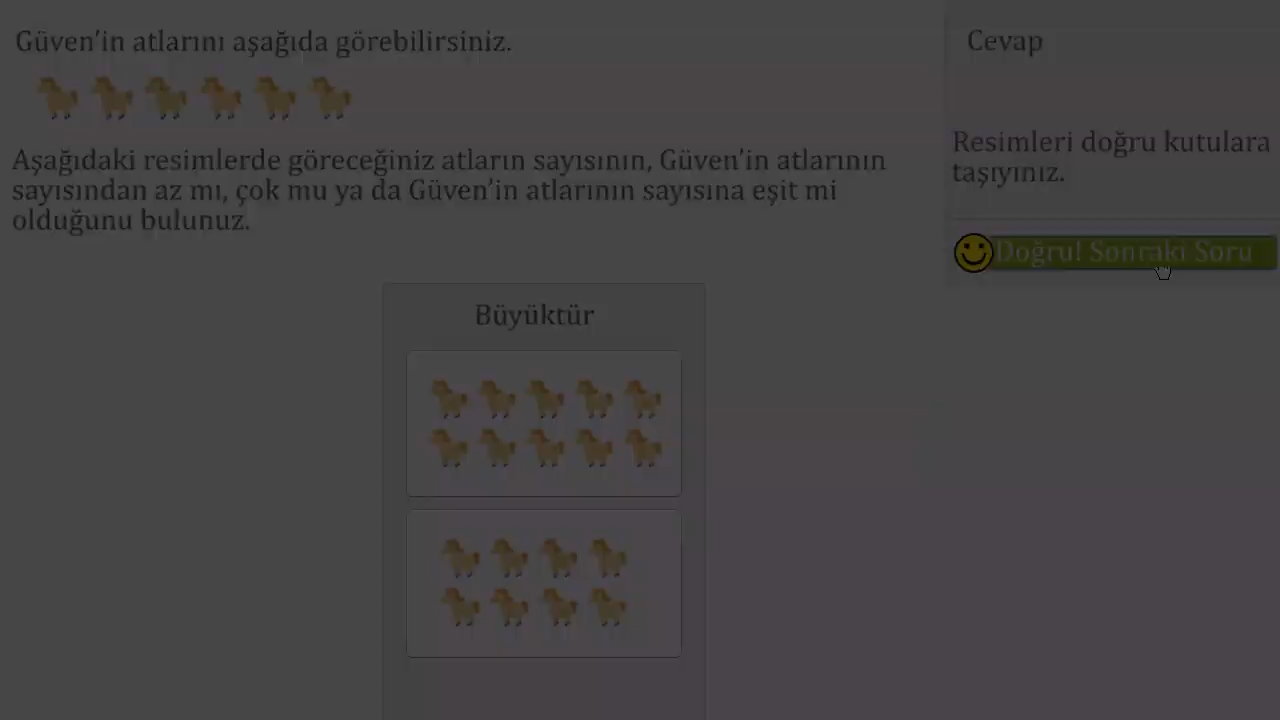 Güven'in atlarını aşağıda görebilirsiniz.
Aşağıdaki resimlerde göreceğiniz atların sayısının, Güven'in atlarının
sayısından az mı, çok mu ya da Güven'in atlarının sayısına eşit mi
olduğunu bulunuz.
Büyüktür
Cevap
Resimleri doğru kutulara
taşıyınız.
Doğru! Sonraki Soru